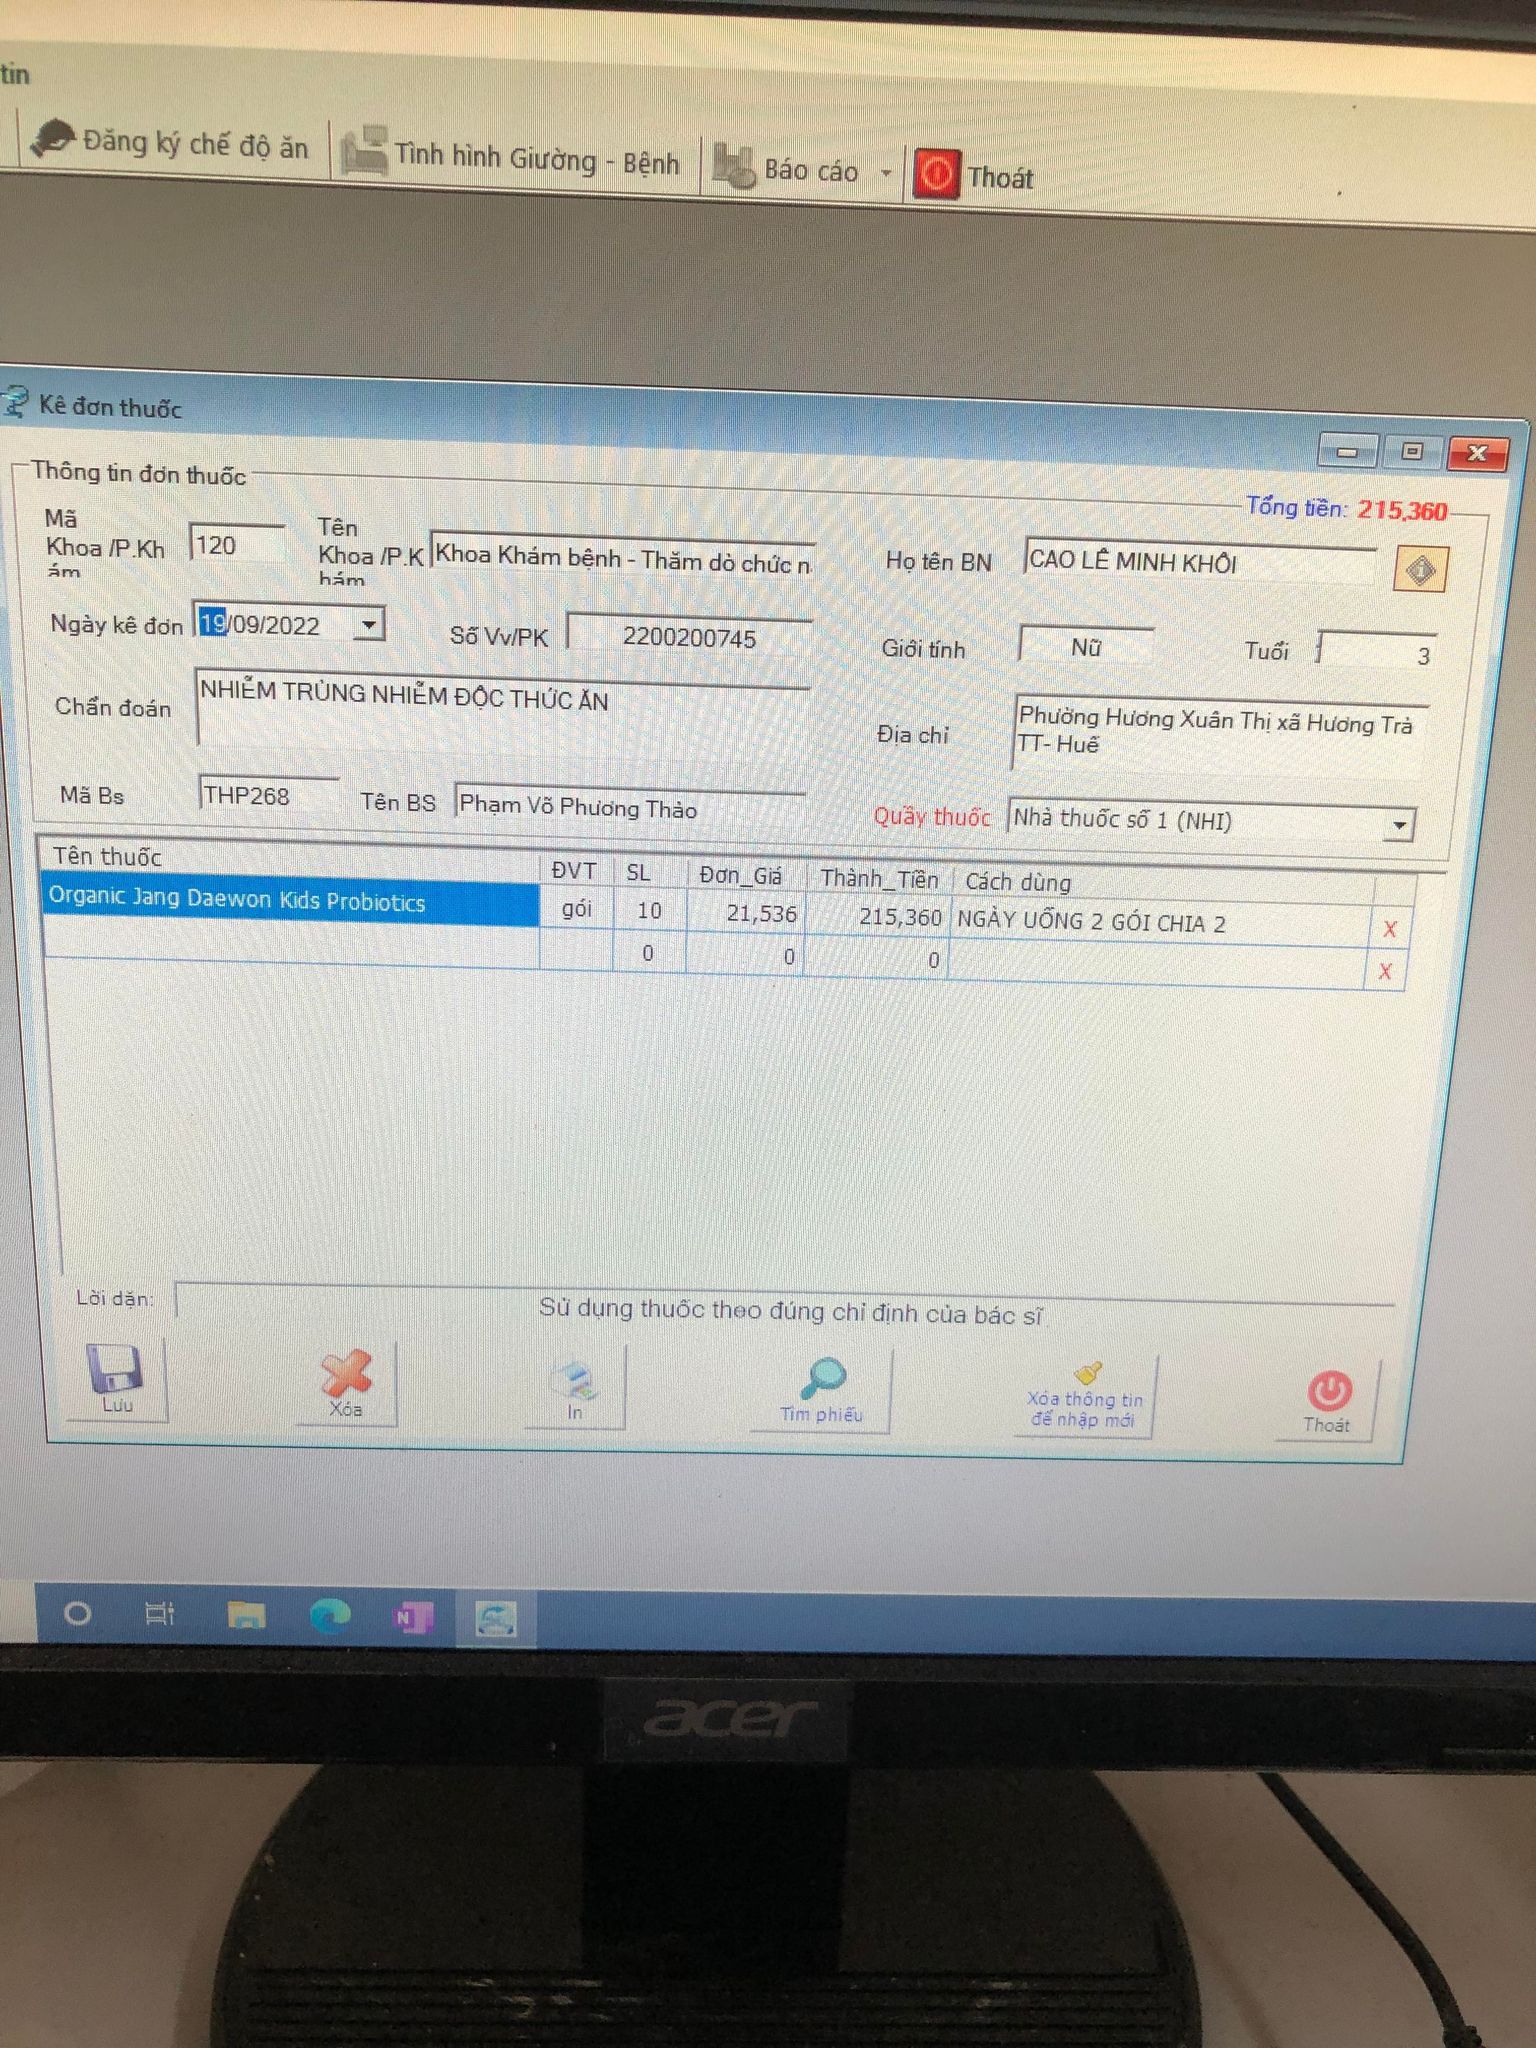 tin
Đăng ký chế độ ăn
Tình hình Giường - Bệnh
Báo cáo
Thoát
Kê đơn thuốc
Thông tin đơn thuốc
Tổng tiền: 215,360
Mã
Khoa /P.Kh
ám
120
Tên
Khoa /P.K
hám
Khoa Khám bệnh - Thăm dò chức n
Họ tên BN
CAO LÊ MINH KHÔI
Ngày kê đơn
19/09/2022
Số Vv/PK
2200200745
Giới tính
Nữ
Tuổi
3
Chẩn đoán
NHIỄM TRÙNG NHIỄM ĐỘC THỨC ĂN
Địa chỉ
Phường Hương Xuân Thị xã Hương Trà
TT- Huế
Mã Bs
THP268
Tên BS
Phạm Võ Phương Thảo
Quầy thuốc
Nhà thuốc số 1 (NHI)
Tên thuốc ĐVT SL Đơn_Giá Thành_Tiền Cách dùng
Organic Jang Daewon Kids Probiotics gói 10 21,536 215,360 NGÀY UỐNG 2 GÓI CHIA 2 X
0 0 0 X
Lời dặn:
Sử dụng thuốc theo đúng chỉ định của bác sĩ
Lưu
Xóa
In
Tìm phiếu
Xóa thông tin
để nhập mới
Thoát
N
acer